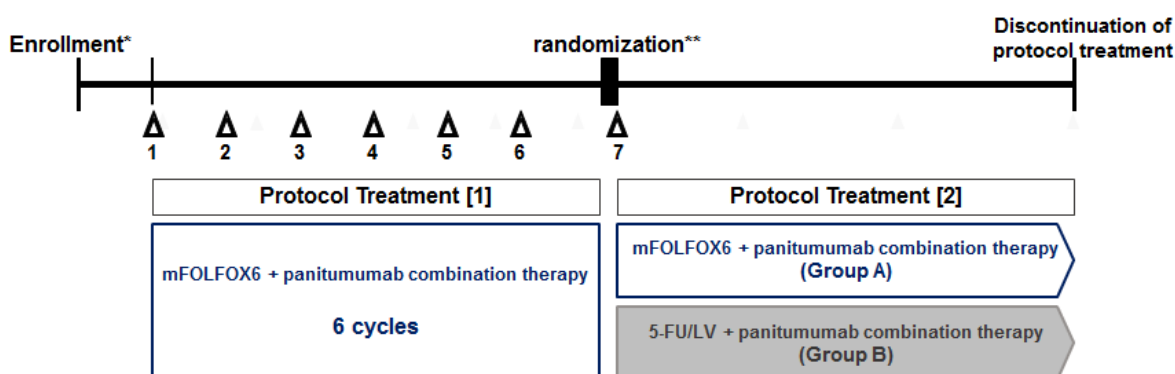 Enrollment*
randomization**
Discontinuation of
protocol treatment
1 2 3 4 5 6 7
Protocol Treatment [1]
Protocol Treatment [2]
mFOLFOX6 + panitumumab combination therapy
6 cycles
mFOLFOX6 + panitumumab combination therapy
(Group A)
5-FU/LV + panitumumab combination therapy
(Group B)